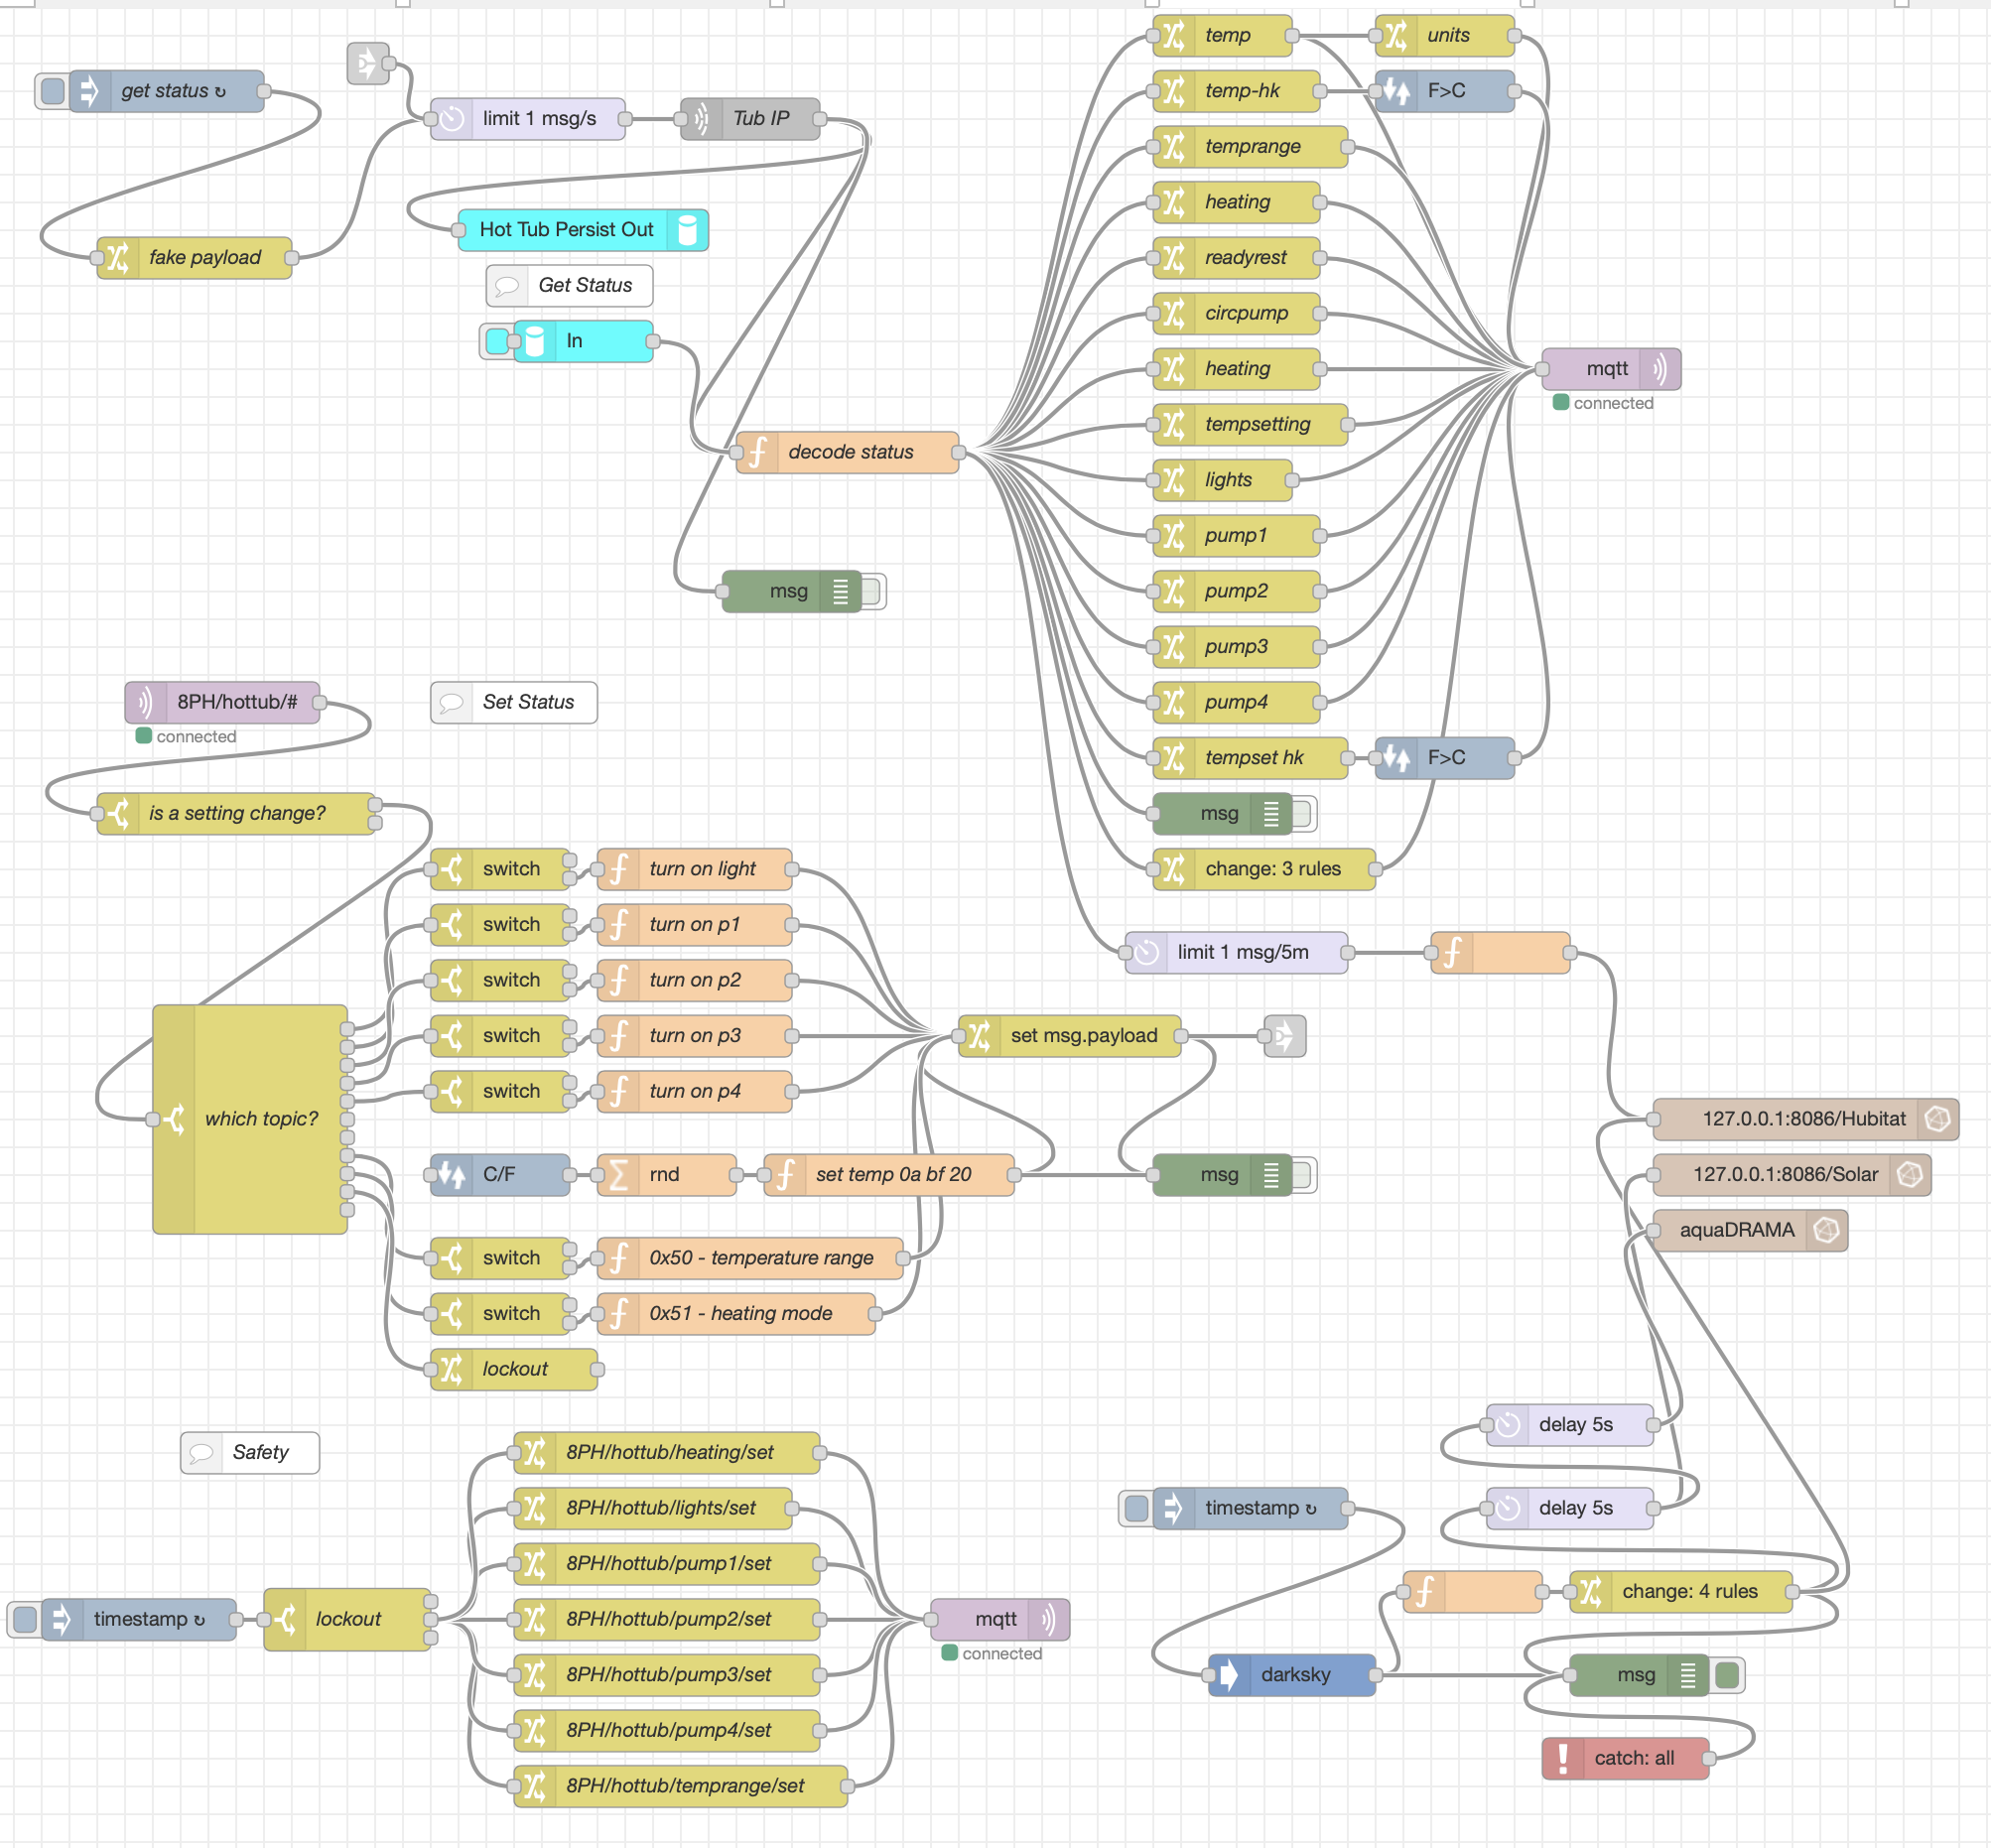 get status ↻
limit 1 msg/s
Tub IP
Hot Tub Persist Out
fake payload
Get Status
In
decode status
msg
temp
units
temp-hk
F>C
temprange
heating
readyrest
circpump
heating
mqtt
connected
tempsetting
lights
pump1
pump2
pump3
pump4
tempset hk
F>C
msg
change: 3 rules
limit 1 msg/5m
8PH/hottub/#
connected
Set Status
is a setting change?
switch
turn on light
switch
turn on p1
switch
turn on p2
switch
turn on p3
switch
turn on p4
set msg.payload
which topic?
C/F
rnd
set temp 0a bf 20
msg
switch
0x50 - temperature range
switch
0x51 - heating mode
lockout
127.0.0.1:8086/Hubitat
127.0.0.1:8086/Solar
aquaDRAMA
Safety
8PH/hottub/heating/set
8PH/hottub/lights/set
8PH/hottub/pump1/set
timestamp ↻
lockout
8PH/hottub/pump2/set
mqtt
connected
8PH/hottub/pump3/set
8PH/hottub/pump4/set
8PH/hottub/temprange/set
delay 5s
timestamp ↻
delay 5s
change: 4 rules
darksky
msg
catch: all